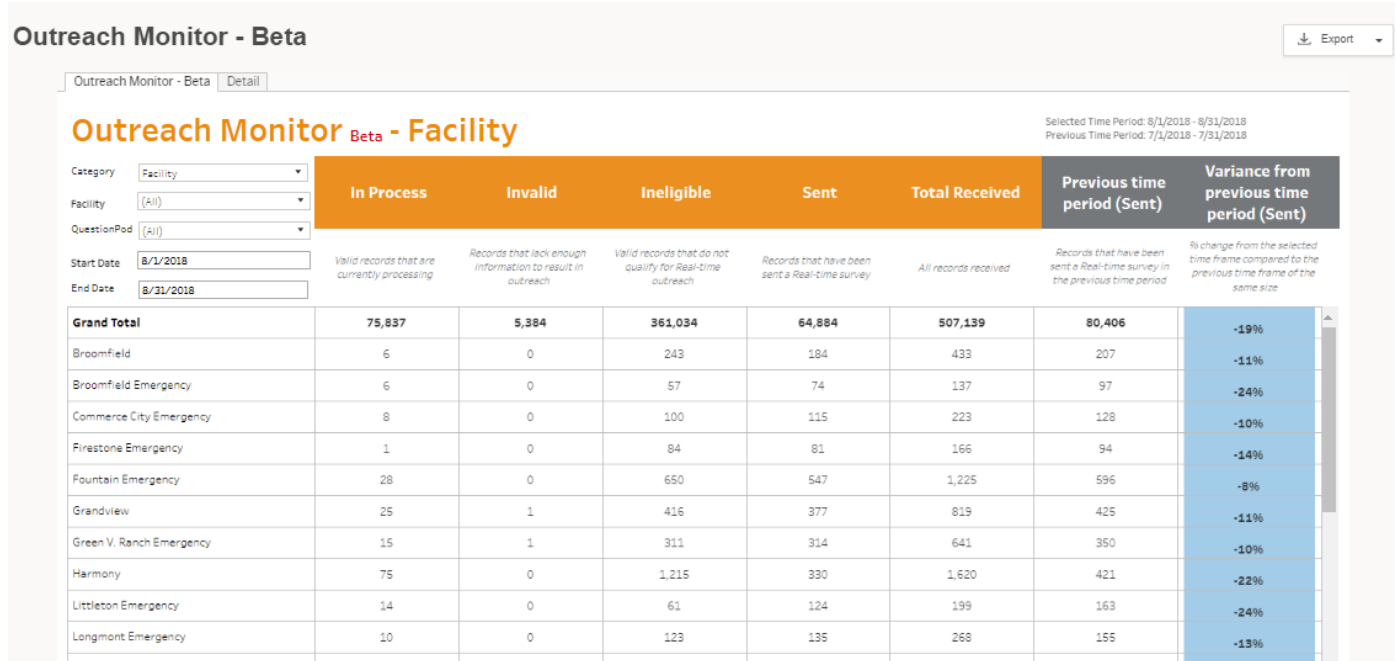 Outreach Monitor - Beta
Export
Outreach Monitor - Beta Detail
Outreach Monitor Beta - Facility
Selected Time Period: 8/1/2018 - 8/31/2018
Previous Time Period: 7/1/2018 - 7/31/2018
Category Facility
Facility (All)
QuestionPod (All)
Start Date 8/1/2018
End Date 8/31/2018
In Process
Invalid
Ineligible
Sent
Total Received
Previous time
period (Sent)
Variance from
previous time
period (Sent)
Valid records that are
currently processing
Records that lack enough
information to result in
outreach
Valid records that do not
qualify for Real-time
outreach
Records that have been
sent a Real-time survey
All records received
Records that have been
sent a Real-time survey in
the previous time period
% change from the selected
time frame compared to the
previous time frame of the
same size
Grand Total 75,837 5,384 361,034 64,884 507,139 80,406 -19%
Broomfield 6 0 243 184 433 207 -11%
Broomfield Emergency 6 0 57 74 137 97 -24%
Commerce City Emergency 8 0 100 115 223 128 -10%
Firestone Emergency 1 0 84 81 166 94 -14%
Fountain Emergency 28 0 650 547 1,225 596 -8%
Grandview 25 1 416 377 819 425 -11%
Green V. Ranch Emergency 15 1 311 314 641 350 -10%
Harmony 75 0 1,215 330 1,620 421 -22%
Littleton Emergency 14 0 61 124 199 163 -24%
Longmont Emergency 10 0 123 135 268 155 -13%